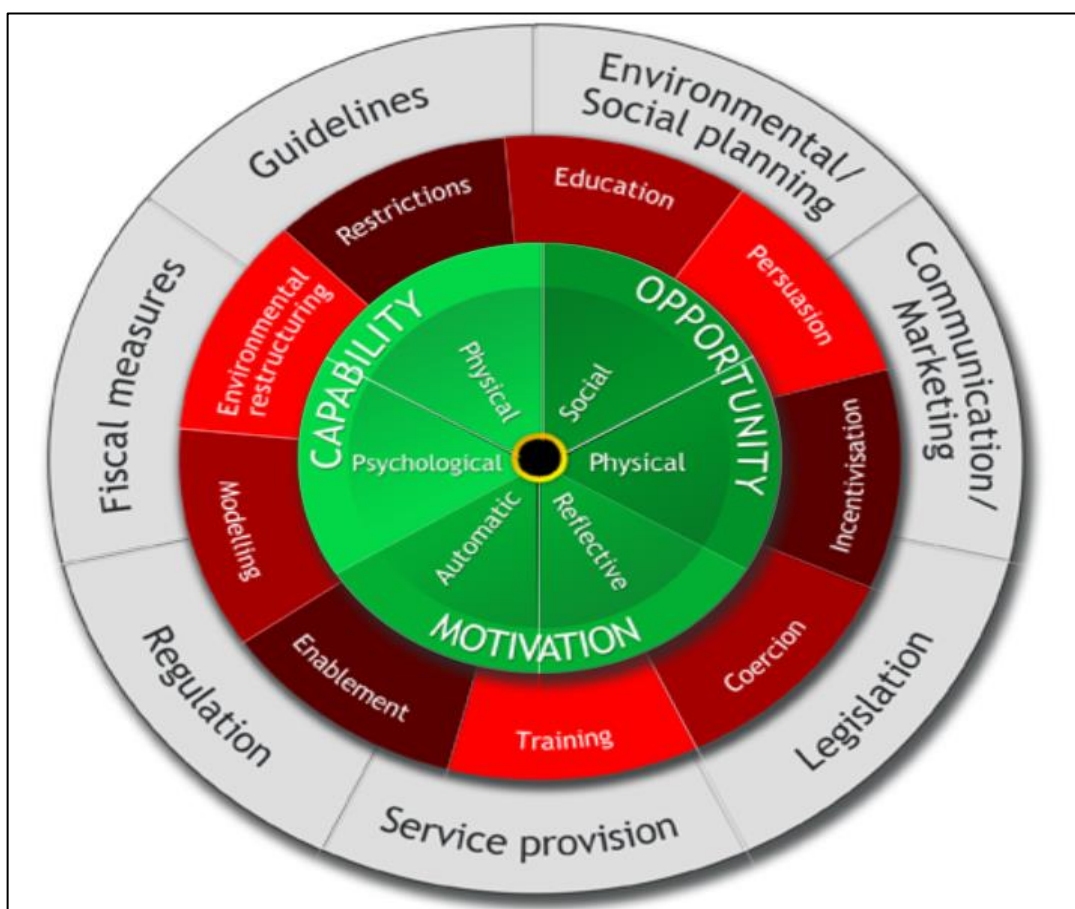 Guidelines
Environmental/
Social planning
Communication/
Marketing
Legislation
Service provision
Regulation
Fiscal measures
Restrictions
Education
Persuasion
Incentivisation
Coercion
Training
Enablement
Modelling
Environmental
restructuring
CAPABILITY
OPPORTUNITY
MOTIVATION
Physical
Social
Physical
Reflective
Automatic
Psychological